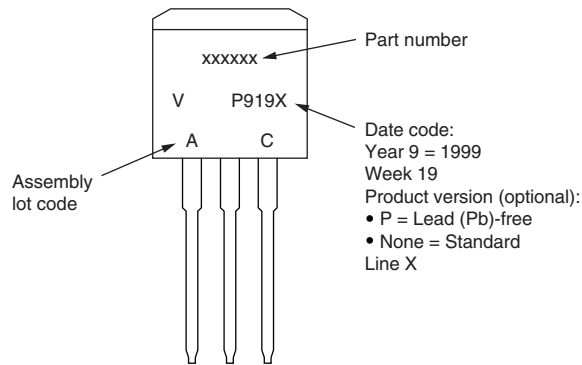 Part number
xxxxxx
V P919X
A C
Assembly
lot code
Date code:
Year 9 = 1999
Week 19
Product version (optional):
• P = Lead (Pb)-free
• None = Standard
Line X